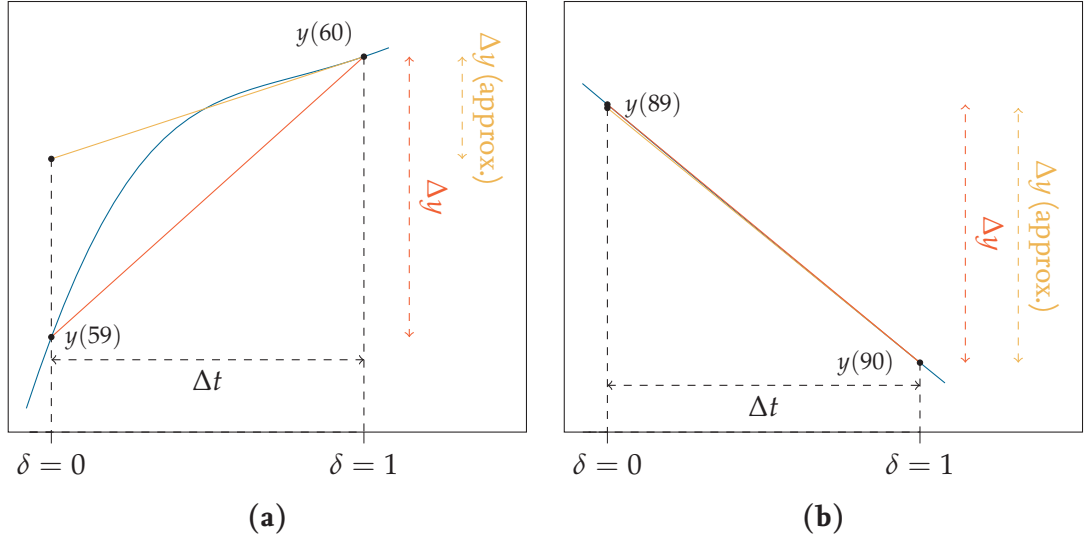 y(60)
Δy (approx.)
Δy
y(59)
Δt
δ = 0
δ = 1
(a)
y(89)
Δy
Δy (approx.)
y(90)
Δt
δ = 0
δ = 1
(b)